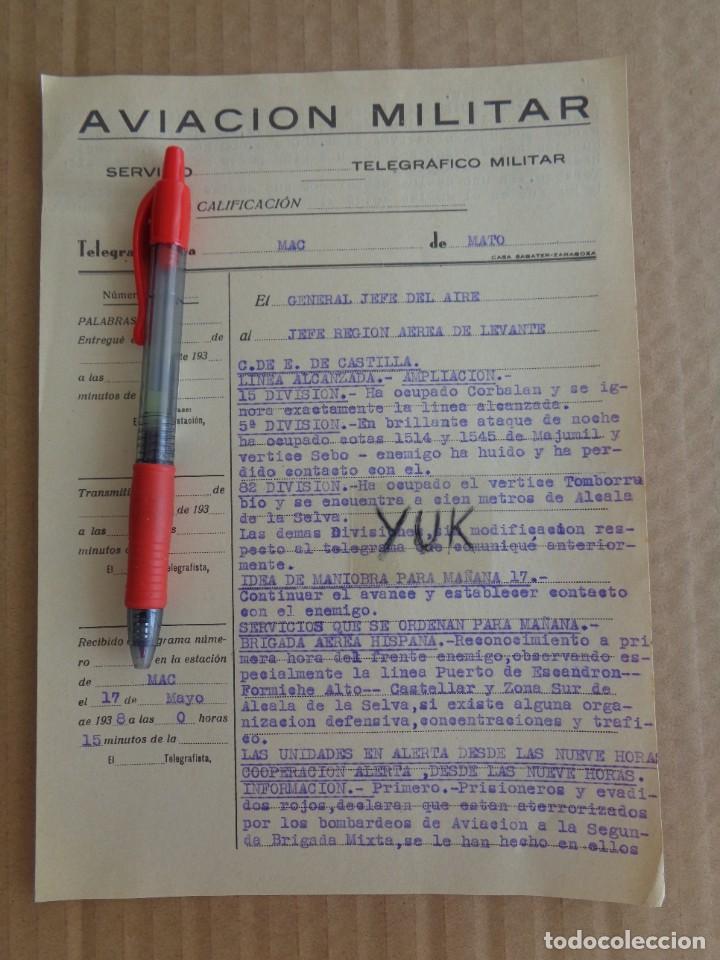 AVIACION MILITAR
SERVI O TELEGRÁFICO MILITAR
CALIFICACIÓN
Telegra a MAC de MATO
CASA SABATER-ZARAGOZA
Númer
PALABRAS
Entregué e de
de 193
a las
minutos de
El tación,
Transmiti de
de 193
a las
minutos d
El Telegrafista,
Recibido grama núme-
ro en la estación
de MAC
el 17 de Mayo
de 1938 a las 0 horas
15 minutos de la
El Telegrafista,
El GENERAL JEFE DEL AIRE
al JEFE REGION AEREA DE LEVANTE
C.DE E. DE CASTILLA.
LINEA ALCANZADA.- AMPLIACION.-
15 DIVISION.- Ha ocupado Corbalan y se ig-
nora exactamente la linea alcanzada.
5ª DIVISION.-En brillante ataque de noche
ha ocupado cotas 1514 y 1545 de Majumil y
vertice Sebo - enemigo ha huido y ha per-
dido contacto con el.
82 DIVISION.-Ha ocupado el vertice Tomborru
bio y se encuentra a cien metros de Alcala
de la Selva.
YUK
Las demas Divisiones, sin modificacion res-
pecto al telegrama que comuniqué anterior-
mente.
IDEA DE MANIOBRA PARA MAÑANA 17.-
Continuar el avance y establecer contacto
con el enemigo.
SERVICIOS QUE SE ORDENAN PARA MAÑANA.-
BRIGADA AEREA HISPANA.-Reconocimiento a pri
mera hora del frente enemigo,observando es-
pecialmente la linea Puerto de Escandron--
Formiche Alto-- Castellar y Zona Sur de
Alcala de la Selva,si existe alguna orga-
nizacion defensiva,concentraciones y trafi-
co.
LAS UNIDADES EN ALERTA DESDE LAS NUEVE HORAS
COOPERACION ALERTA ,DESDE LAS NUEVE HORAS.
INFORMACION.- Primero.-Prisioneros y evadi-
dos rojos,declaran que estan aterrorizados
por los bombardeos de Aviacion a la Segun-
da Brigada Mixta,se le han hecho en ellos
todocoleccion
todocoleccion.net